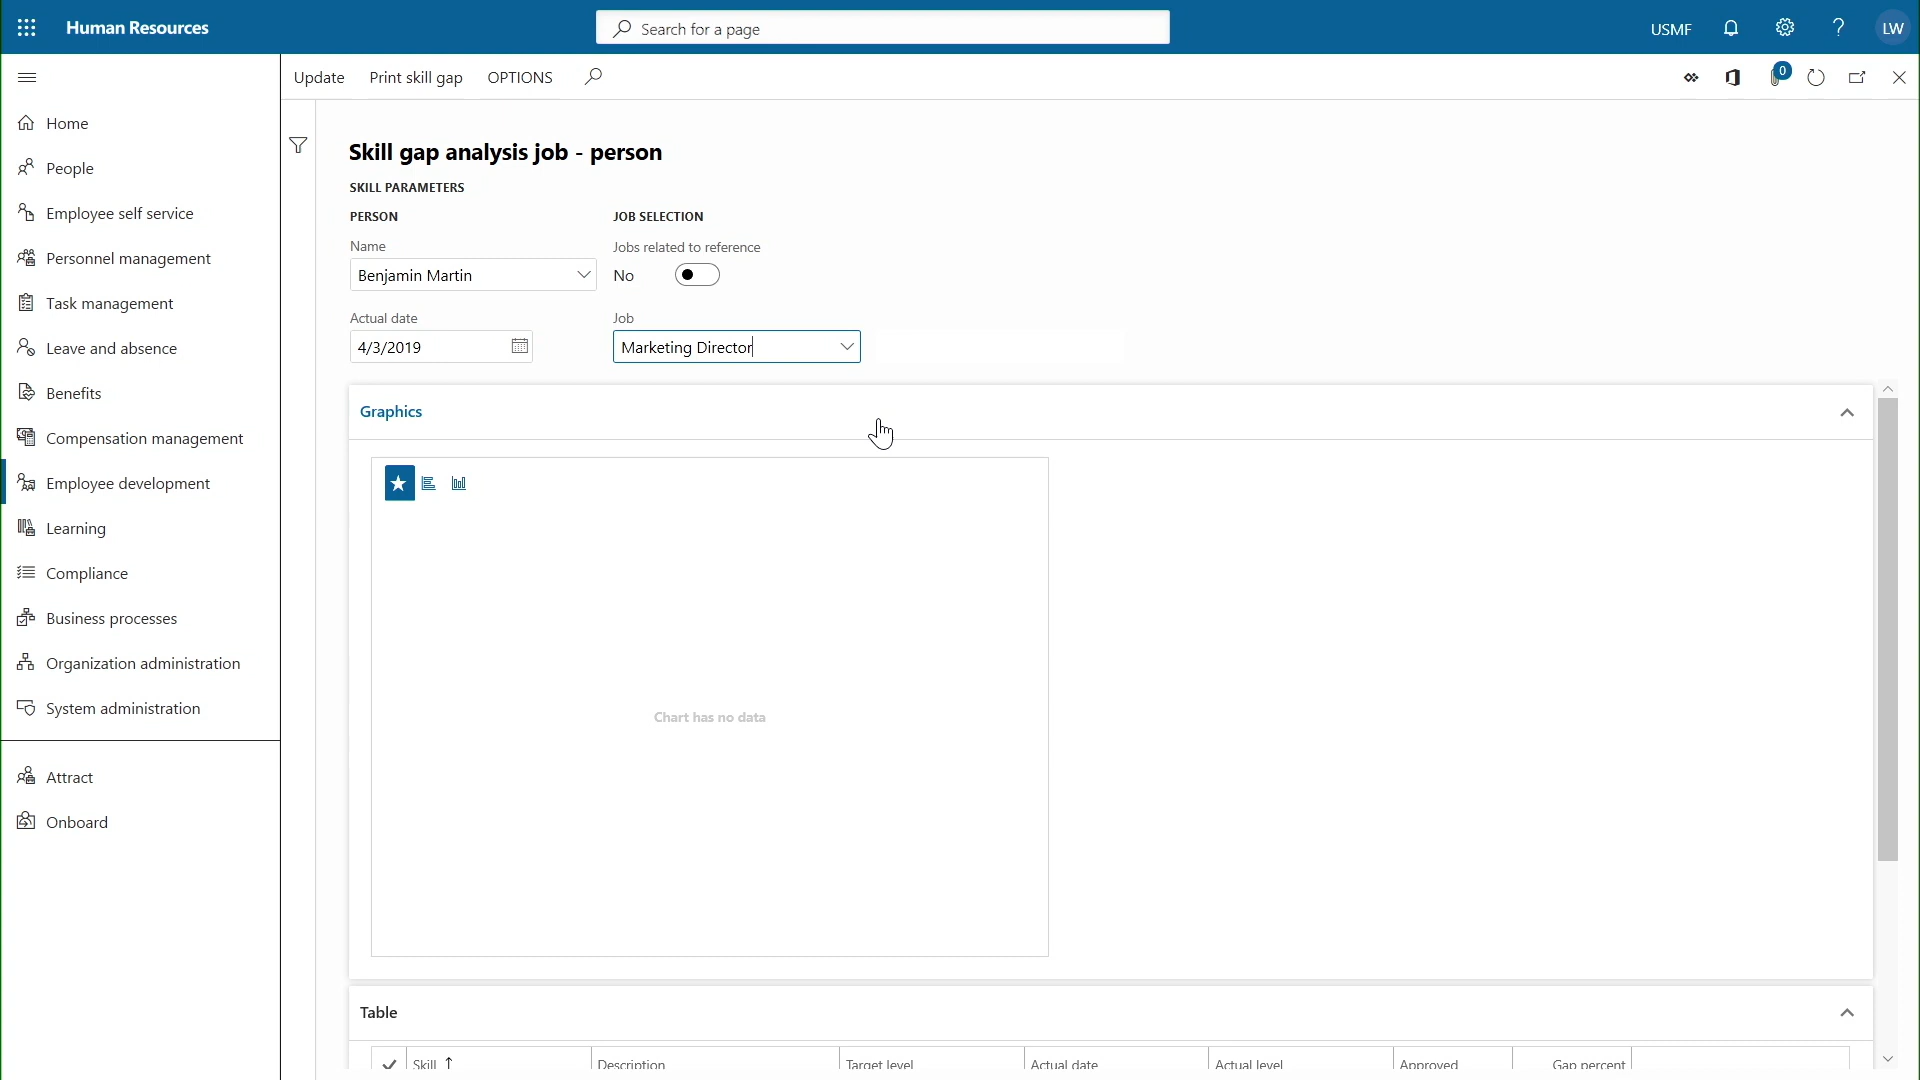 Human Resources
Search for a page
USMF
LW
Update
Print skill gap
OPTIONS
0
Home
People
Employee self service
Personnel management
Task management
Leave and absence
Benefits
Compensation management
Employee development
Learning
Compliance
Business processes
Organization administration
System administration
Attract
Onboard
Skill gap analysis job - person
SKILL PARAMETERS
PERSON
JOB SELECTION
Name
Jobs related to reference
Benjamin Martin
No
Actual date
Job
4/3/2019
Marketing Director
Graphics
Chart has no data
Table
Skill ↑
Description
Target level
Actual date
Actual level
Approved
Gap percent